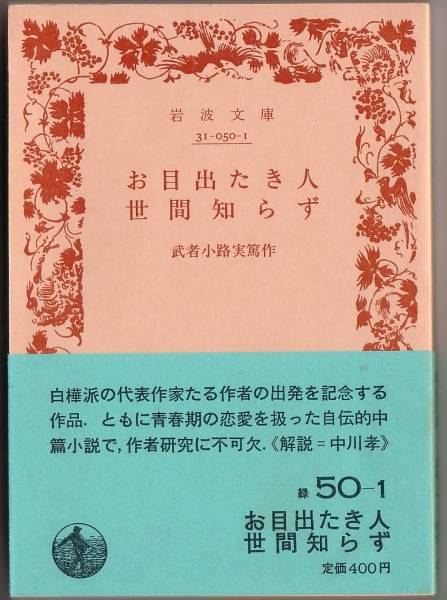 岩波文庫
31-050-1
お目出たき人
世間知らず
武者小路実篤作
白樺派の代表作家たる作者の出発を記念する
作品．ともに青春期の恋愛を扱った自伝的中
篇小説で，作者研究に不可欠．《解説＝中川孝》
緑 50-1
お目出たき人
世間知らず
定価400円